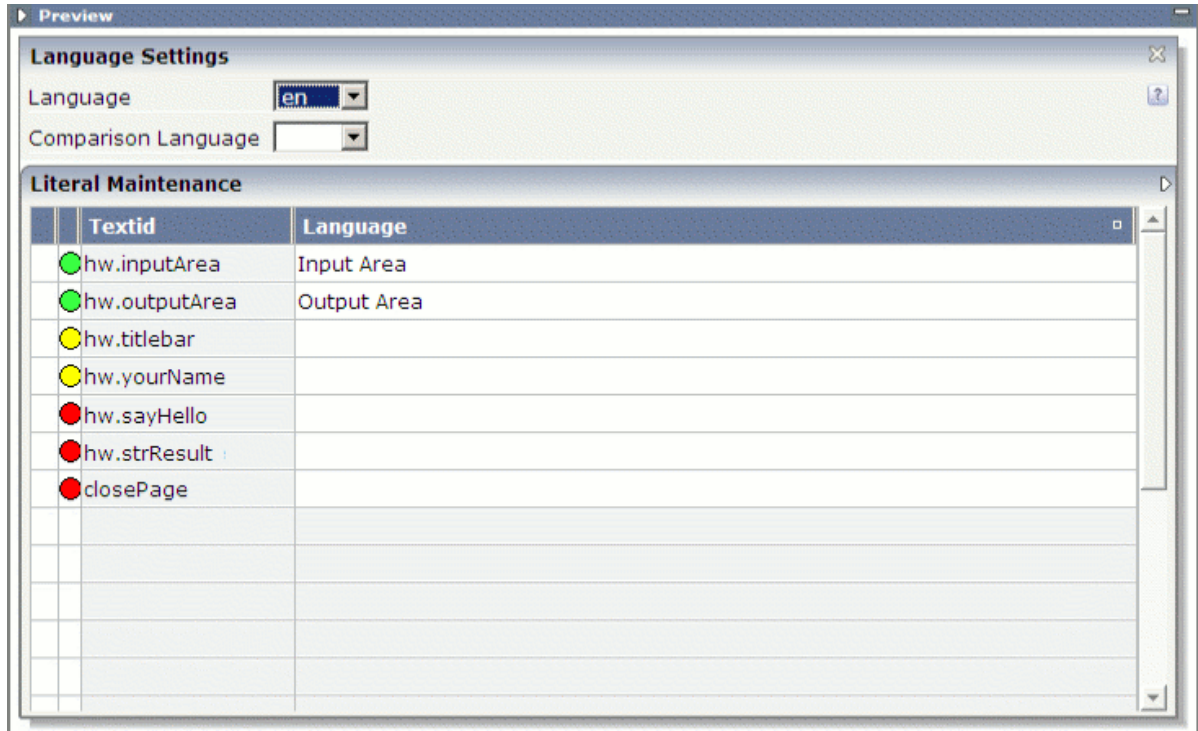 Preview
Language Settings
Language en
?
Comparison Language
Literal Maintenance
Textid Language
hw.inputArea Input Area
hw.outputArea Output Area
hw.titlebar
hw.yourName
hw.sayHello
hw.strResult
closePage